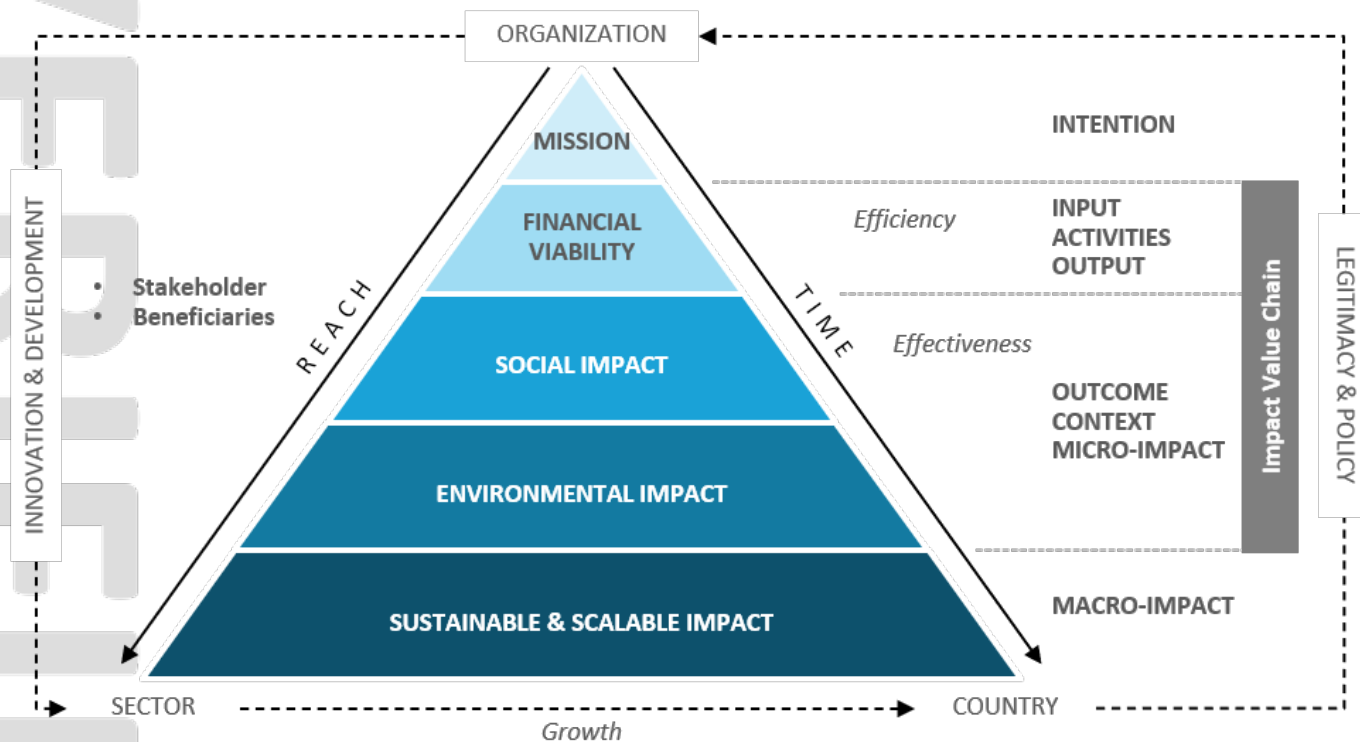 ORGANIZATION
MISSION
INTENTION
FINANCIAL
VIABILITY
Efficiency
INPUT
ACTIVITIES
OUTPUT
INNOVATION & DEVELOPMENT
• Stakeholder
• Beneficiaries
REACH
TIME
Effectiveness
SOCIAL IMPACT
OUTCOME
CONTEXT
MICRO-IMPACT
Impact Value Chain
LEGITIMACY & POLICY
ENVIRONMENTAL IMPACT
SUSTAINABLE & SCALABLE IMPACT
MACRO-IMPACT
SECTOR
Growth
COUNTRY